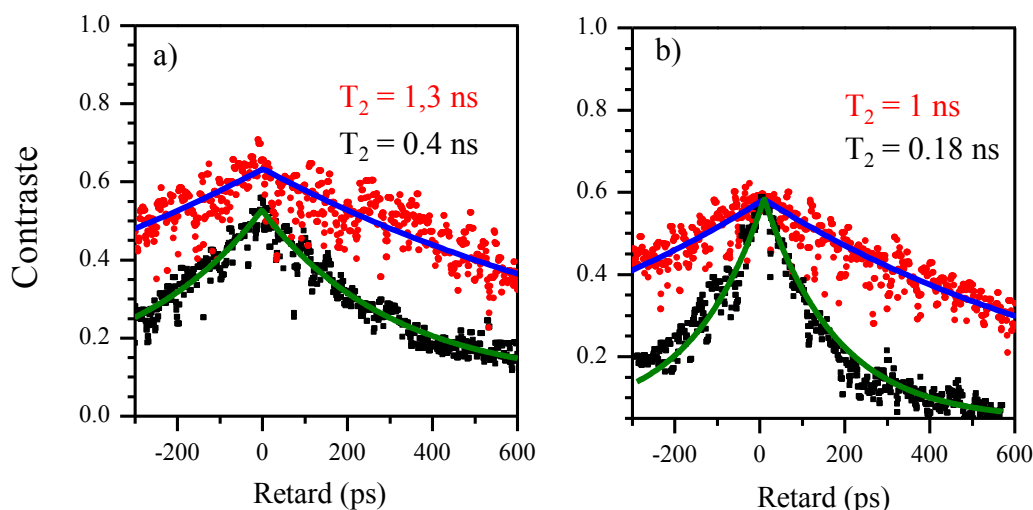 a)
T2 = 1,3 ns
T2 = 0.4 ns
1.0
0.8
0.6
0.4
0.2
0.0
-200 0 200 400 600
Contraste
Retard (ps)
b)
T2 = 1 ns
T2 = 0.18 ns
1.0
0.8
0.6
0.4
0.2
-200 0 200 400 600
Retard (ps)